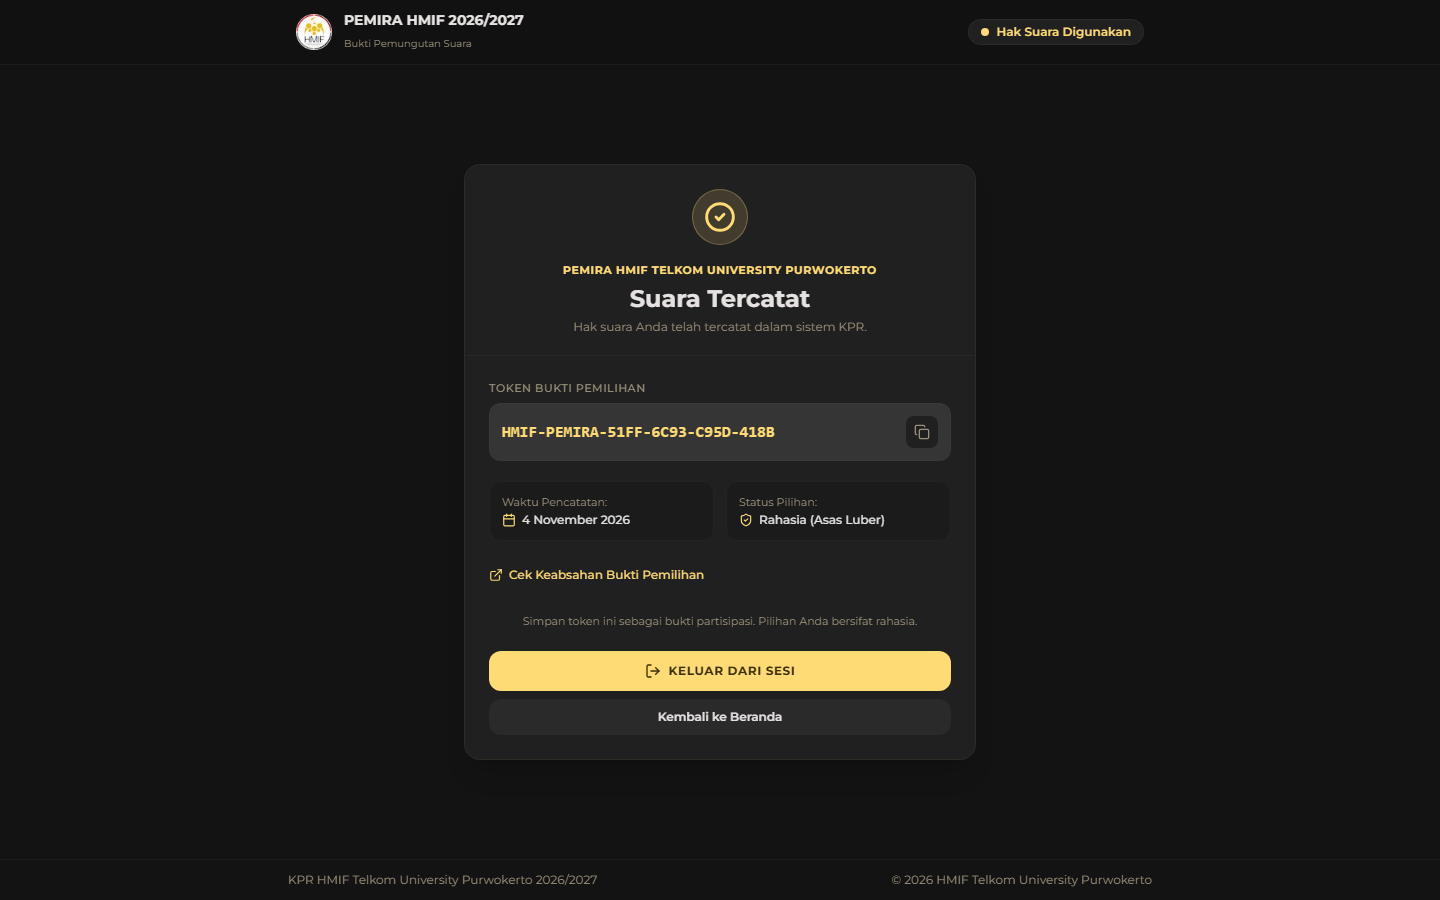 HMIF
PEMIRA HMIF 2026/2027
Bukti Pemungutan Suara
Hak Suara Digunakan
PEMIRA HMIF TELKOM UNIVERSITY PURWOKERTO
Suara Tercatat
Hak suara Anda telah tercatat dalam sistem KPR.
TOKEN BUKTI PEMILIHAN
HMIF-PEMIRA-51FF-6C93-C95D-418B
Waktu Pencatatan:
4 November 2026
Status Pilihan:
Rahasia (Asas Luber)
Cek Keabsahan Bukti Pemilihan
Simpan token ini sebagai bukti partisipasi. Pilihan Anda bersifat rahasia.
KELUAR DARI SESI
Kembali ke Beranda
KPR HMIF Telkom University Purwokerto 2026/2027
© 2026 HMIF Telkom University Purwokerto